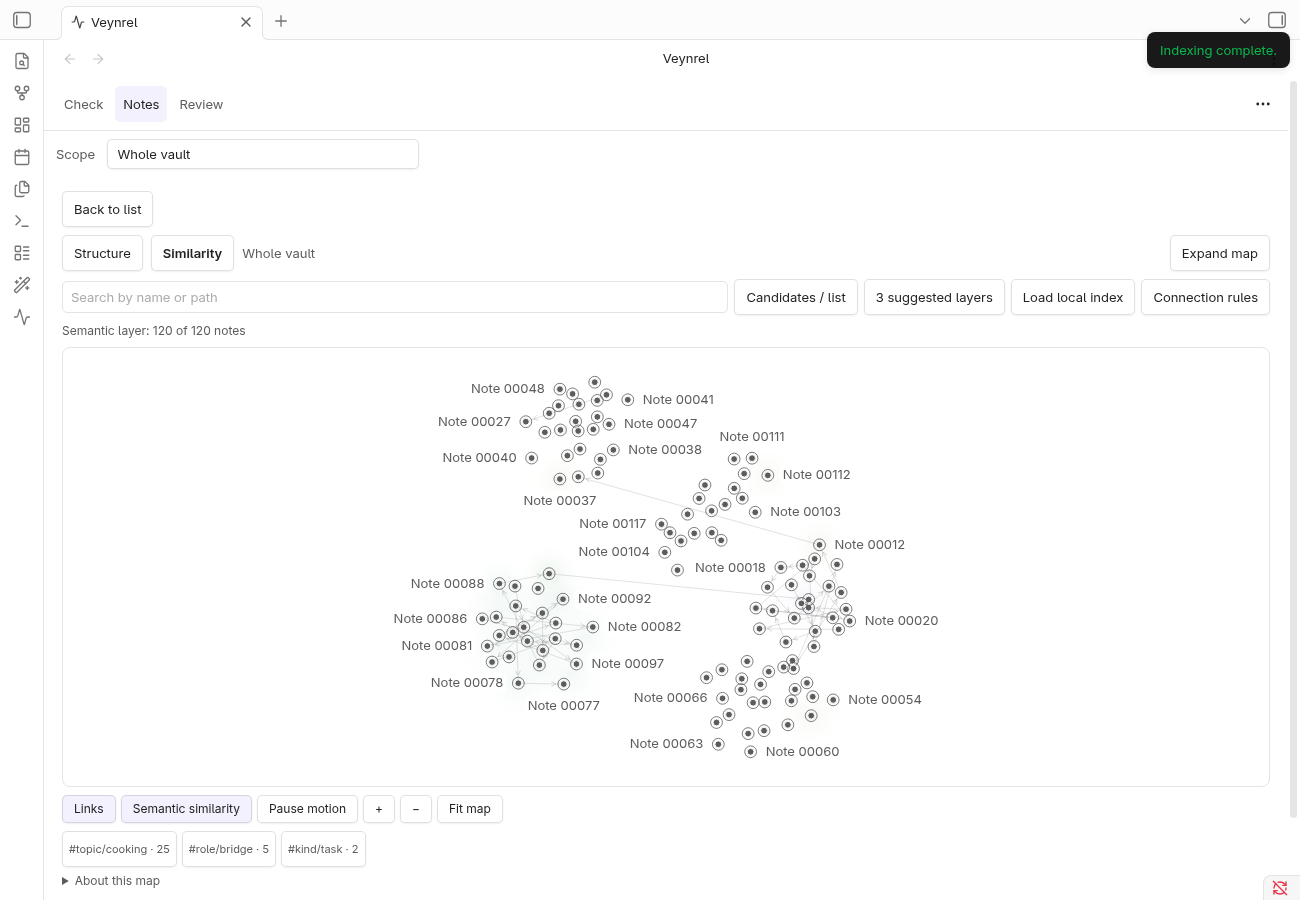 Veynrel
Veynrel
Indexing complete.
Check Notes Review
Scope Whole vault
Back to list
Structure Similarity Whole vault Expand map
Search by name or path Candidates / list 3 suggested layers Load local index Connection rules
Semantic layer: 120 of 120 notes
Note 00048
Note 00041
Note 00027
Note 00047
Note 00111
Note 00038
Note 00040
Note 00112
Note 00037
Note 00103
Note 00117
Note 00012
Note 00104
Note 00018
Note 00088
Note 00092
Note 00086
Note 00020
Note 00082
Note 00081
Note 00097
Note 00078
Note 00066
Note 00054
Note 00077
Note 00063
Note 00060
Links Semantic similarity Pause motion + − Fit map
#topic/cooking · 25 #role/bridge · 5 #kind/task · 2
About this map